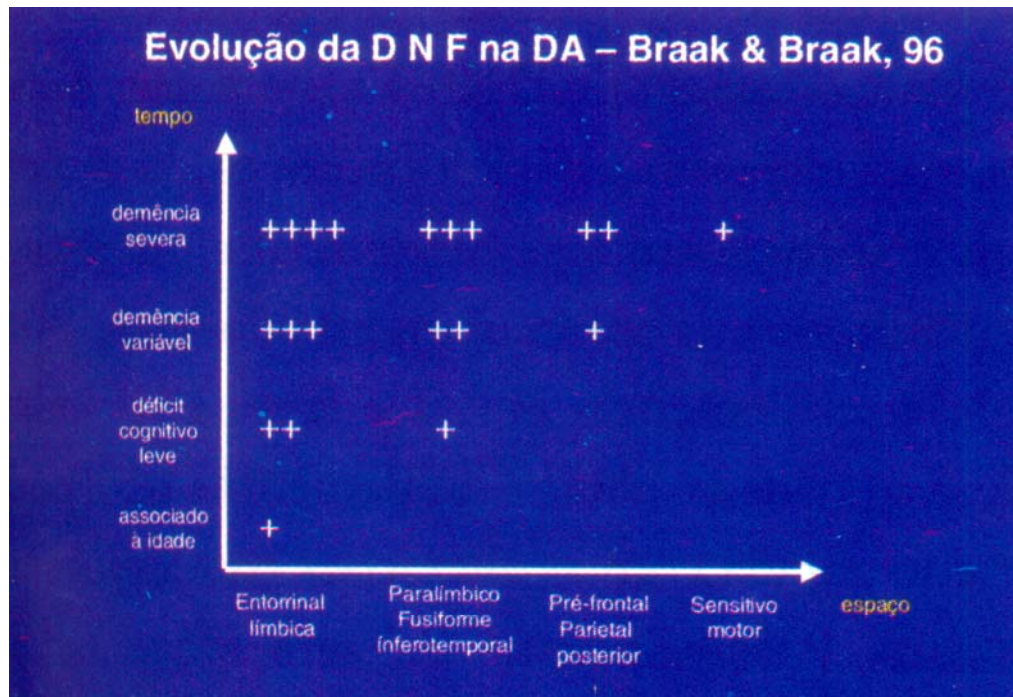 Evolução da D N F na DA – Braak & Braak, 96
tempo
demência
severa
++++ +++ ++ +
demência
variável
+++ ++ +
déficit
cognitivo
leve
++ +
associado
à idade
+
Entorrinal
límbica
Paralímbico
Fusiforme
ínferotemporal
Pré-frontal
Parietal
posterior
Sensitivo
motor
espaço